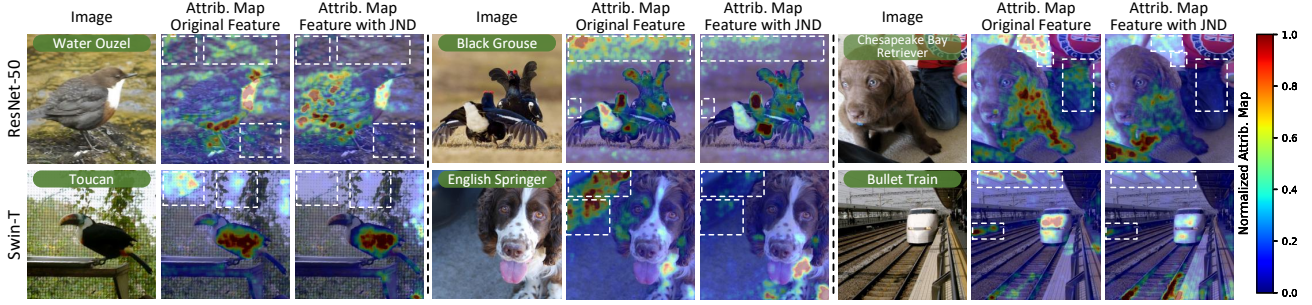 Image
Attrib. Map
Original Feature
Attrib. Map
Feature with JND
Image
Attrib. Map
Original Feature
Attrib. Map
Feature with JND
Image
Attrib. Map
Original Feature
Attrib. Map
Feature with JND
ResNet-50
Water Ouzel
Black Grouse
Chesapeake Bay
Retriever
Swin-T
Toucan
English Springer
Bullet Train
1.0
0.8
0.6
0.4
0.2
0.0
Normalized Attrib. Map